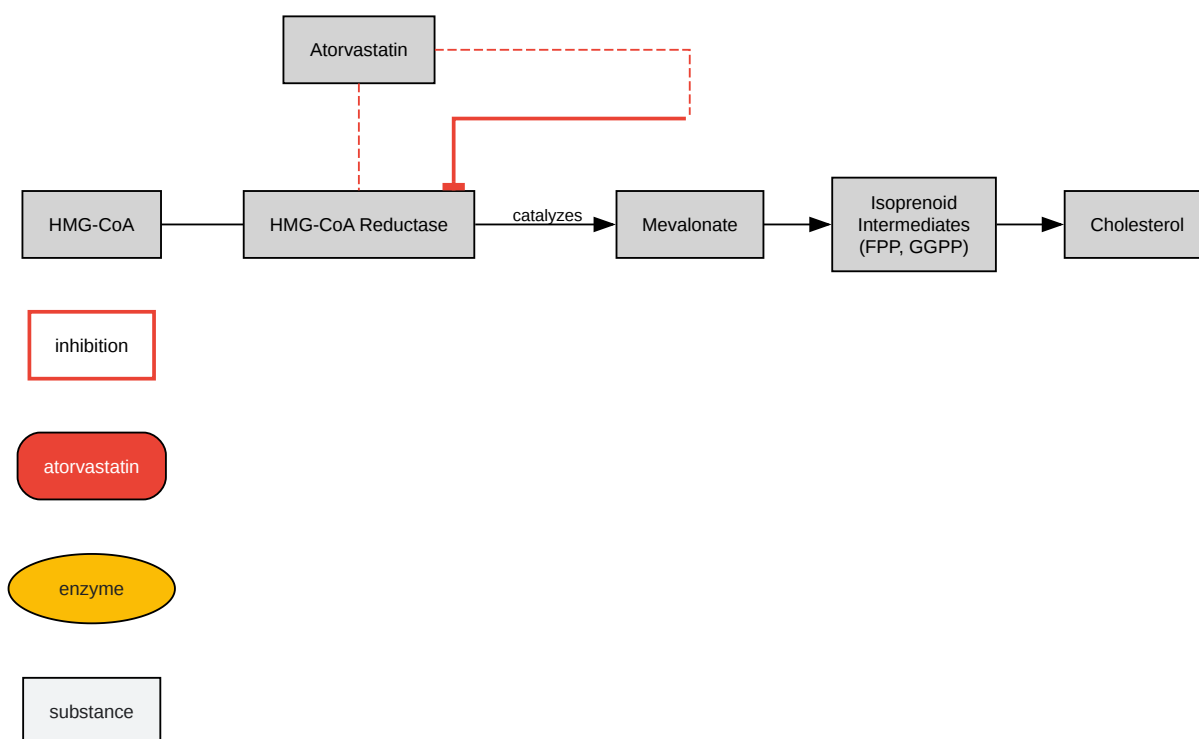 Atorvastatin
HMG-CoA
HMG-CoA Reductase
catalyzes
Mevalonate
Isoprenoid
Intermediates
(FPP, GGPP)
Cholesterol
inhibition
atorvastatin
enzyme
substance